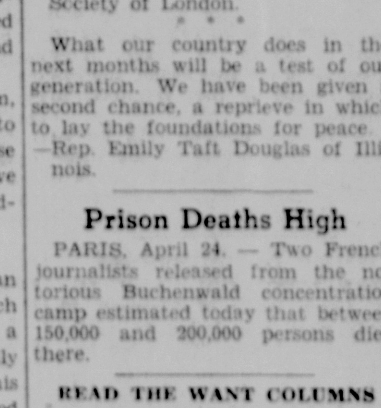 Society of London.
* * *
What our country does in th
next months will be a test of ou
generation. We have been given
second chance, a reprieve in whic
to lay the foundations for peace.
—Rep. Emily Taft Douglas of Illi
nois.
Prison Deaths High
PARIS, April 24. — Two Frenc
journalists released from the no
torious Buchenwald concentratio
camp estimated today that betwee
150,000 and 200,000 persons die
there.
READ THE WANT COLUMNS